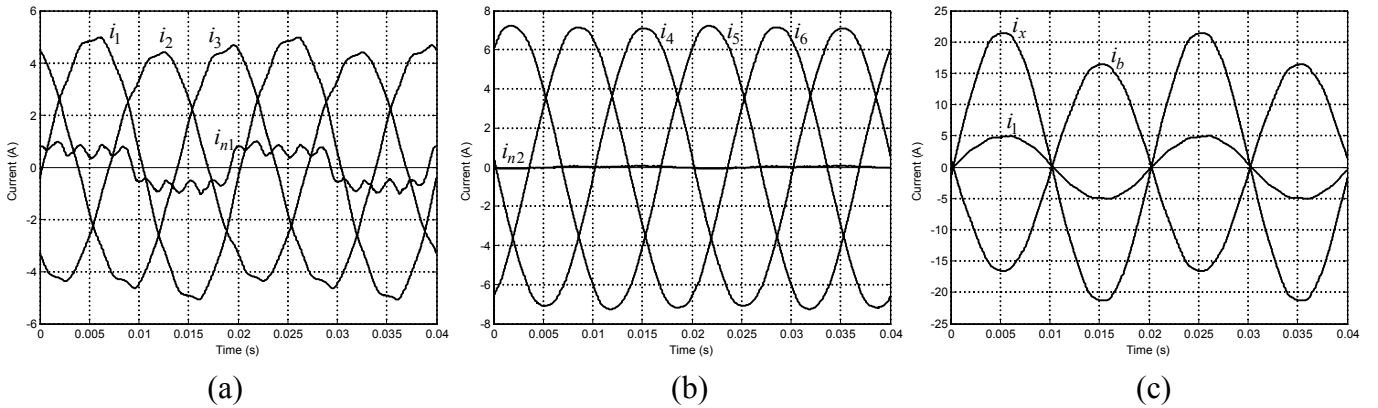 6
4
2
0
-2
-4
-6
0
0.005
0.01
0.015
0.02
0.025
0.03
0.035
0.04
Time (s)
Current (A)
i1
i2
i3
in1
(a)
8
6
4
2
0
-2
-4
-6
-8
0
0.005
0.01
0.015
0.02
0.025
0.03
0.035
0.04
Time (s)
Current (A)
i4
i5
i6
in2
(b)
25
20
15
10
5
0
-5
-10
-15
-20
-25
0
0.005
0.01
0.015
0.02
0.025
0.03
0.035
0.04
Time (s)
Current (A)
ix
ib
i1
(c)